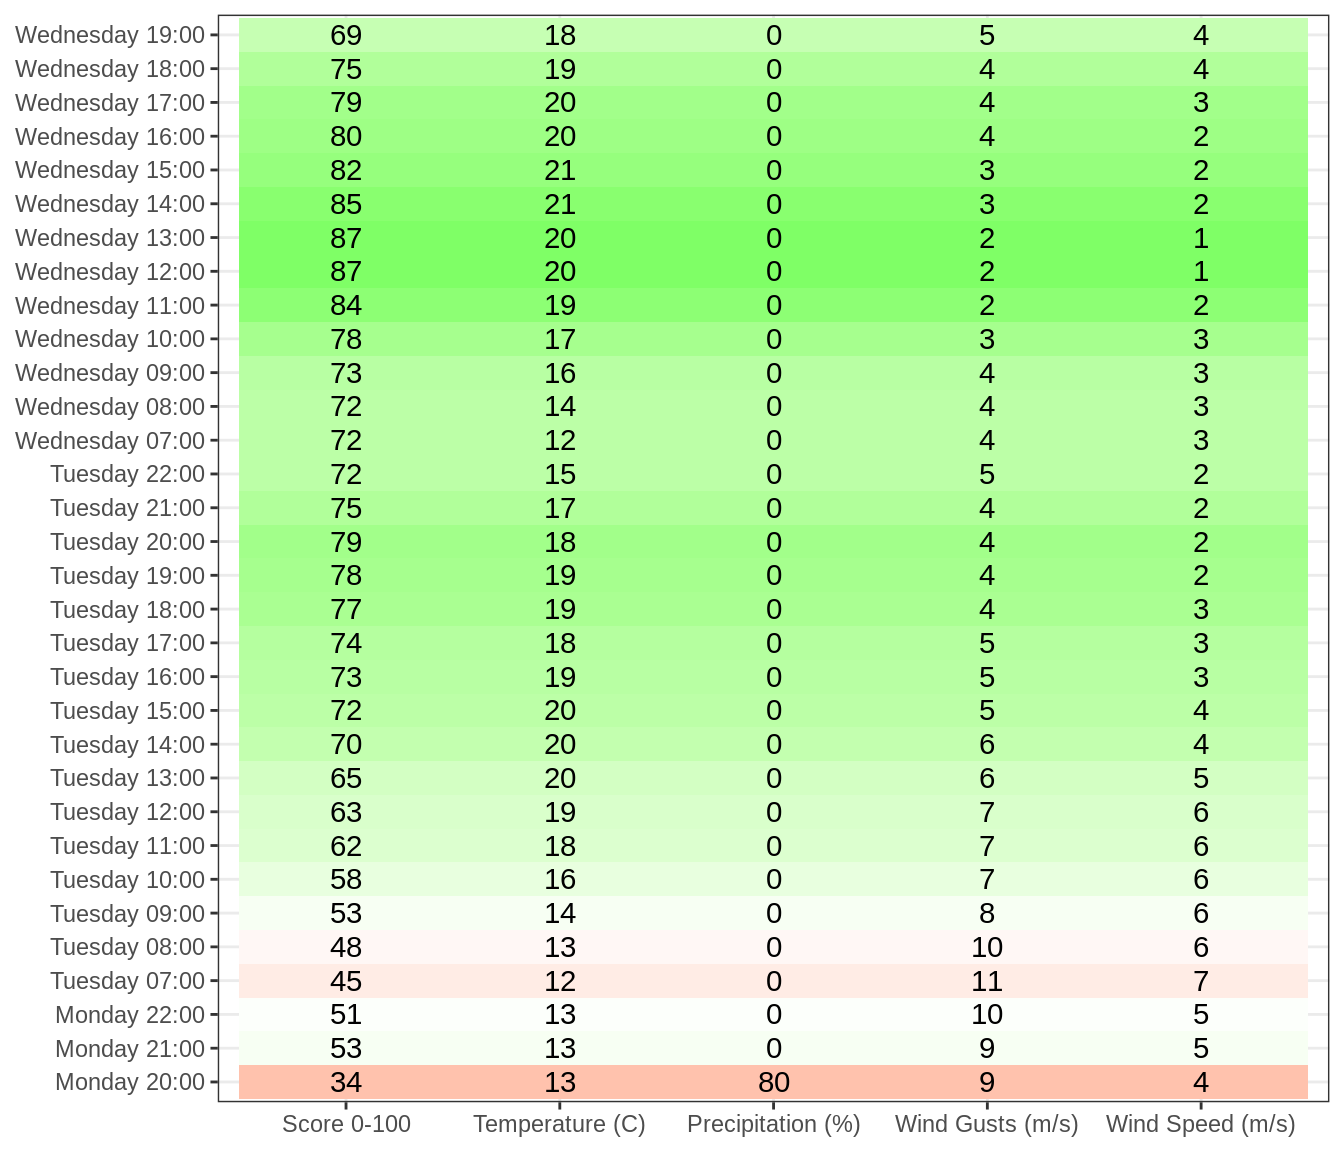 Wednesday 19:00 69 18 0 5 4
Wednesday 18:00 75 19 0 4 4
Wednesday 17:00 79 20 0 4 3
Wednesday 16:00 80 20 0 4 2
Wednesday 15:00 82 21 0 3 2
Wednesday 14:00 85 21 0 3 2
Wednesday 13:00 87 20 0 2 1
Wednesday 12:00 87 20 0 2 1
Wednesday 11:00 84 19 0 2 2
Wednesday 10:00 78 17 0 3 3
Wednesday 09:00 73 16 0 4 3
Wednesday 08:00 72 14 0 4 3
Wednesday 07:00 72 12 0 4 3
Tuesday 22:00 72 15 0 5 2
Tuesday 21:00 75 17 0 4 2
Tuesday 20:00 79 18 0 4 2
Tuesday 19:00 78 19 0 4 2
Tuesday 18:00 77 19 0 4 3
Tuesday 17:00 74 18 0 5 3
Tuesday 16:00 73 19 0 5 3
Tuesday 15:00 72 20 0 5 4
Tuesday 14:00 70 20 0 6 4
Tuesday 13:00 65 20 0 6 5
Tuesday 12:00 63 19 0 7 6
Tuesday 11:00 62 18 0 7 6
Tuesday 10:00 58 16 0 7 6
Tuesday 09:00 53 14 0 8 6
Tuesday 08:00 48 13 0 10 6
Tuesday 07:00 45 12 0 11 7
Monday 22:00 51 13 0 10 5
Monday 21:00 53 13 0 9 5
Monday 20:00 34 13 80 9 4
Score 0-100 Temperature (C) Precipitation (%) Wind Gusts (m/s) Wind Speed (m/s)